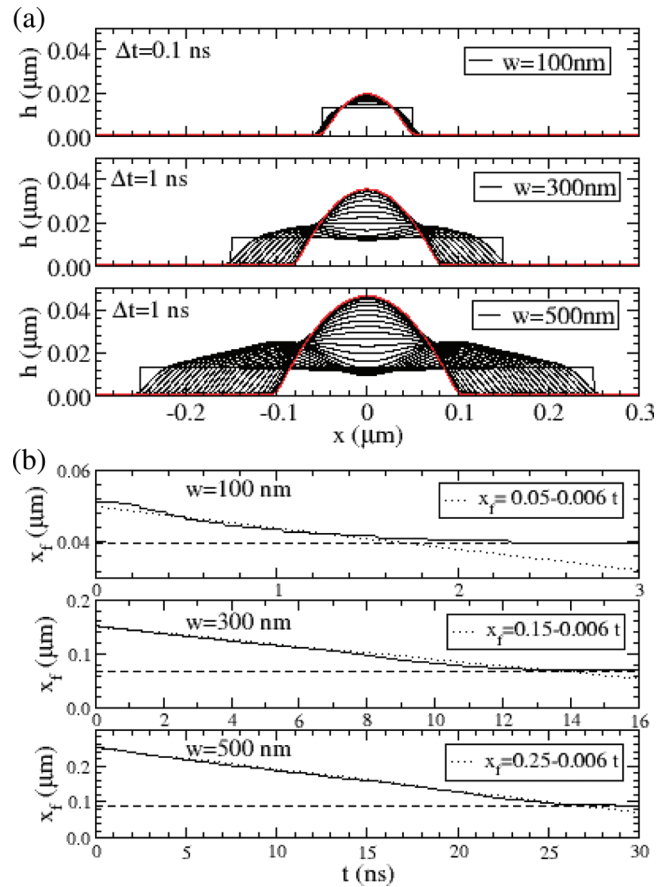 (a)
0.04
0.02
0.00
h (μm)
Δt=0.1 ns
w=100nm
0.04
0.02
0.00
h (μm)
Δt=1 ns
w=300nm
0.04
0.02
0.00
h (μm)
Δt=1 ns
w=500nm
-0.2 -0.1 0 0.1 0.2 0.3
x (μm)
(b)
0.06
0.04
x_f (μm)
w=100 nm
x_f= 0.05-0.006 t
0 1 2 3
0.2
0.1
0.0
x_f (μm)
w=300 nm
x_f=0.15-0.006 t
0 2 4 6 8 10 12 14 16
0.2
0.1
0.0
x_f (μm)
w=500 nm
x_f=0.25-0.006 t
0 5 10 15 20 25 30
t (ns)